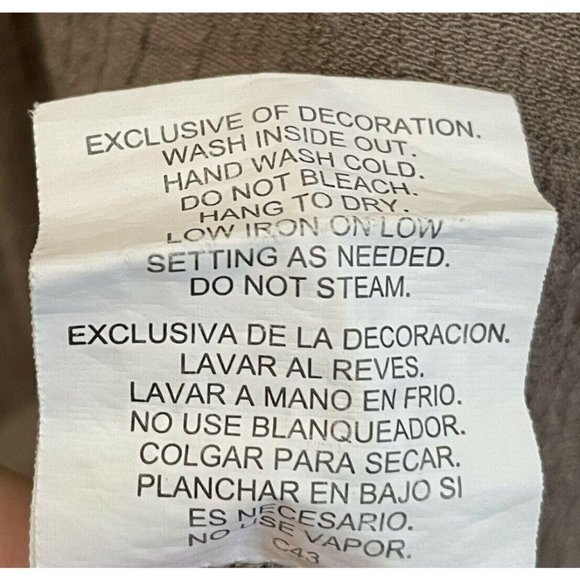 EXCLUSIVE OF DECORATION.
WASH INSIDE OUT.
HAND WASH COLD.
DO NOT BLEACH.
HANG TO DRY.
LOW IRON ON LOW
SETTING AS NEEDED.
DO NOT STEAM.
EXCLUSIVA DE LA DECORACION.
LAVAR AL REVES.
LAVAR A MANO EN FRIO.
NO USE BLANQUEADOR.
COLGAR PARA SECAR.
PLANCHAR EN BAJO SI
ES NECESARIO.
NO USE VAPOR.
C43